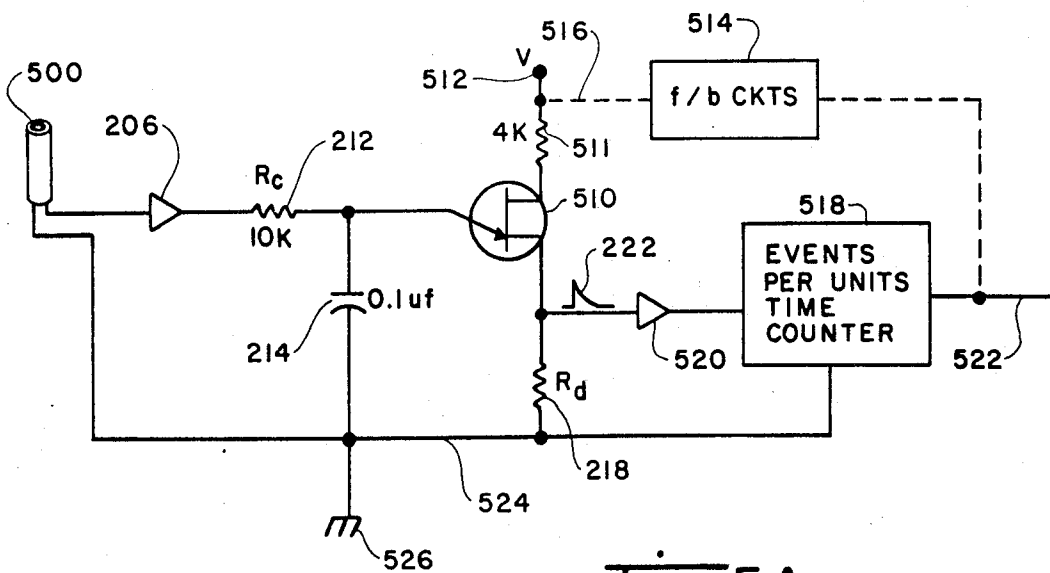 516
514
V
512
f/b CKTS
500
206
212
4K
511
Rc
510
518
10K
222
EVENTS
PER UNITS
TIME
COUNTER
0.1uf
214
520
522
Rd
218
524
526